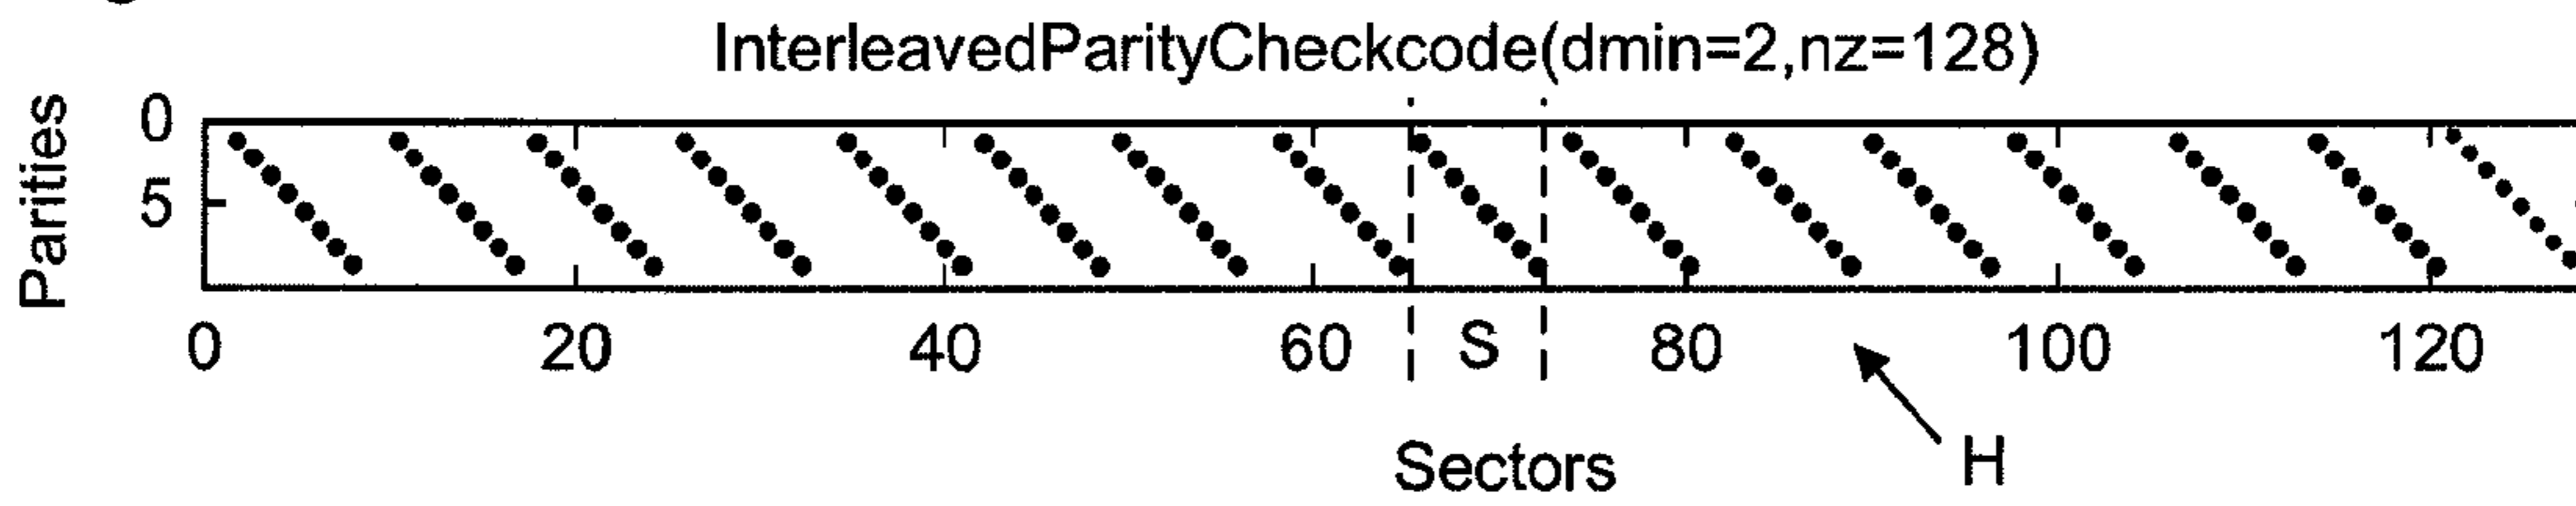 InterleavedParityCheckcode(dmin=2,nz=128)
Parities
0
5
0 20 40 60 S 80 100 120
Sectors
H